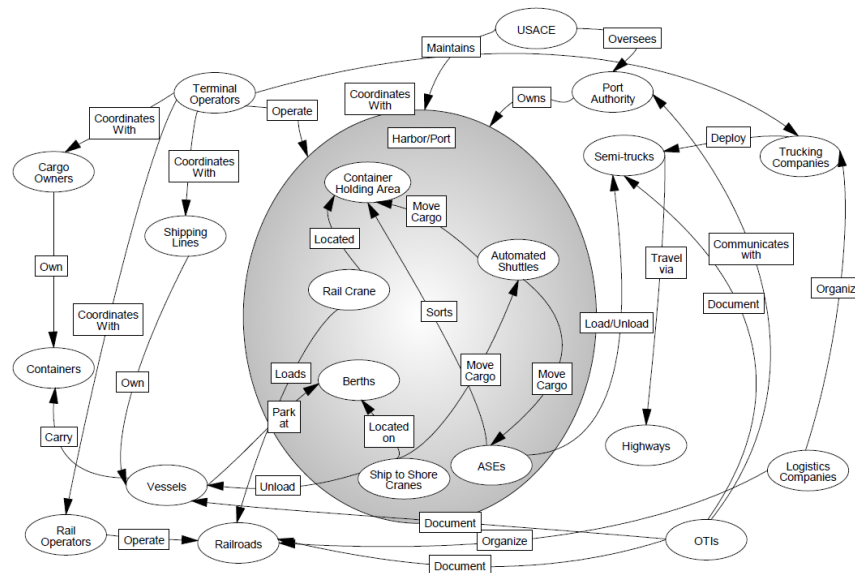 USACE
Maintains
Oversees
Terminal
Operators
Coordinates
With
Port
Authority
Coordinates
With
Operate
Owns
Harbor/Port
Deploy
Cargo
Owners
Semi-trucks
Trucking
Companies
Coordinates
With
Container
Holding Area
Move
Cargo
Shipping
Lines
Located
Automated
Shuttles
Travel
via
Communicates
with
Own
Rail Crane
Document
Organize
Coordinates
With
Sorts
Load/Unload
Containers
Own
Loads
Berths
Move
Cargo
Move
Cargo
Park
at
Located
on
Carry
Highways
Vessels
Unload
Ship to Shore
Cranes
ASEs
Logistics
Companies
Rail
Operators
Operate
Railroads
Document
Organize
Document
OTIs